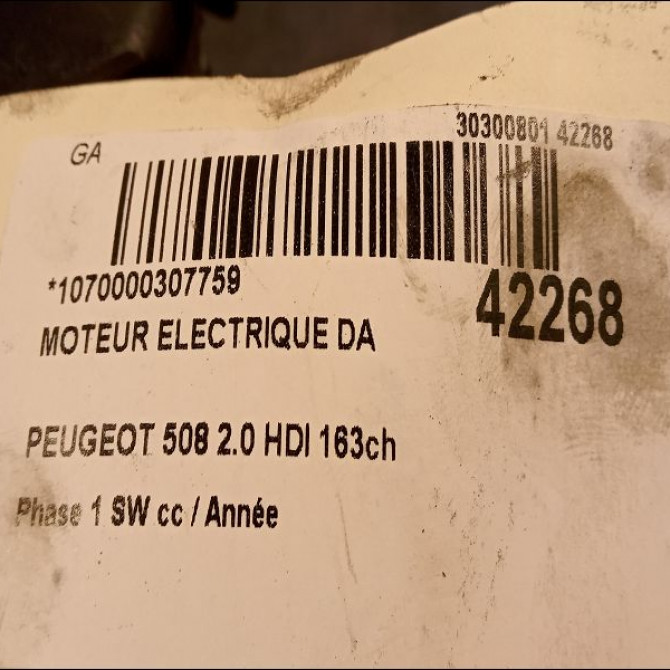 GA
30300801 42268
*1070000307759
42268
MOTEUR ELECTRIQUE DA
PEUGEOT 508 2.0 HDI 163ch
Phase 1 SW cc / Année